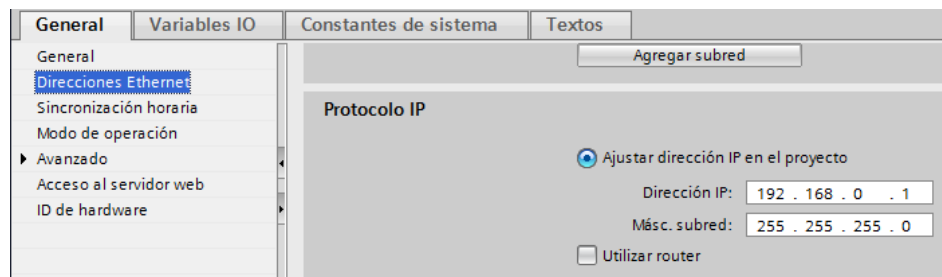 General Variables IO Constantes de sistema Textos
General
Direcciones Ethernet
Sincronización horaria
Modo de operación
Avanzado
Acceso al servidor web
ID de hardware
Agregar subred
Protocolo IP
Ajustar dirección IP en el proyecto
Dirección IP: 192 . 168 . 0 . 1
Másc. subred: 255 . 255 . 255 . 0
Utilizar router